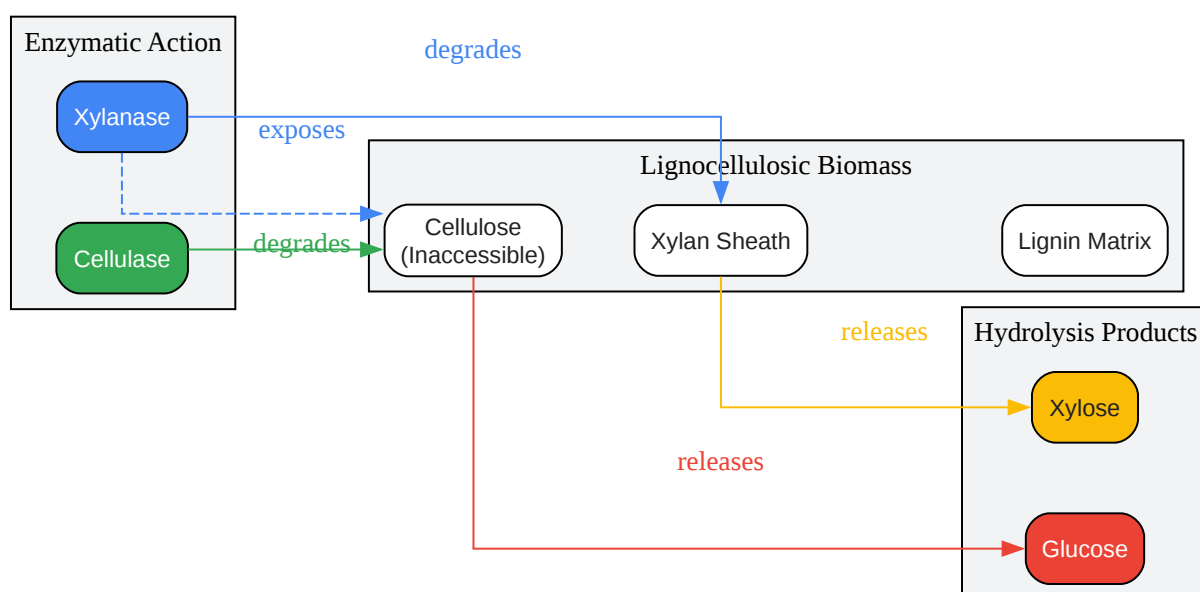 Enzymatic Action
degrades
Xylanase
exposes
Lignocellulosic Biomass
Cellulose
(Inaccessible)
Xylan Sheath
Lignin Matrix
Cellulase
degrades
releases
Hydrolysis Products
Xylose
releases
Glucose